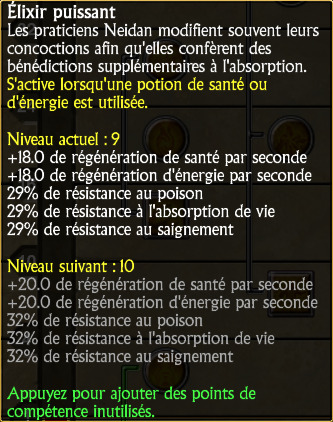 Élixir puissant
Les praticiens Neidan modifient souvent leurs
concoctions afin qu'elles confèrent des
bénédictions supplémentaires à l'absorption.
S'active lorsqu'une potion de santé ou
d'énergie est utilisée.
Niveau actuel : 9
+18.0 de régénération de santé par seconde
+18.0 de régénération d'énergie par seconde
29% de résistance au poison
29% de résistance à l'absorption de vie
29% de résistance au saignement
Niveau suivant : 10
+20.0 de régénération de santé par seconde
+20.0 de régénération d'énergie par seconde
32% de résistance au poison
32% de résistance à l'absorption de vie
32% de résistance au saignement
Appuyez pour ajouter des points de
compétence inutilisés.